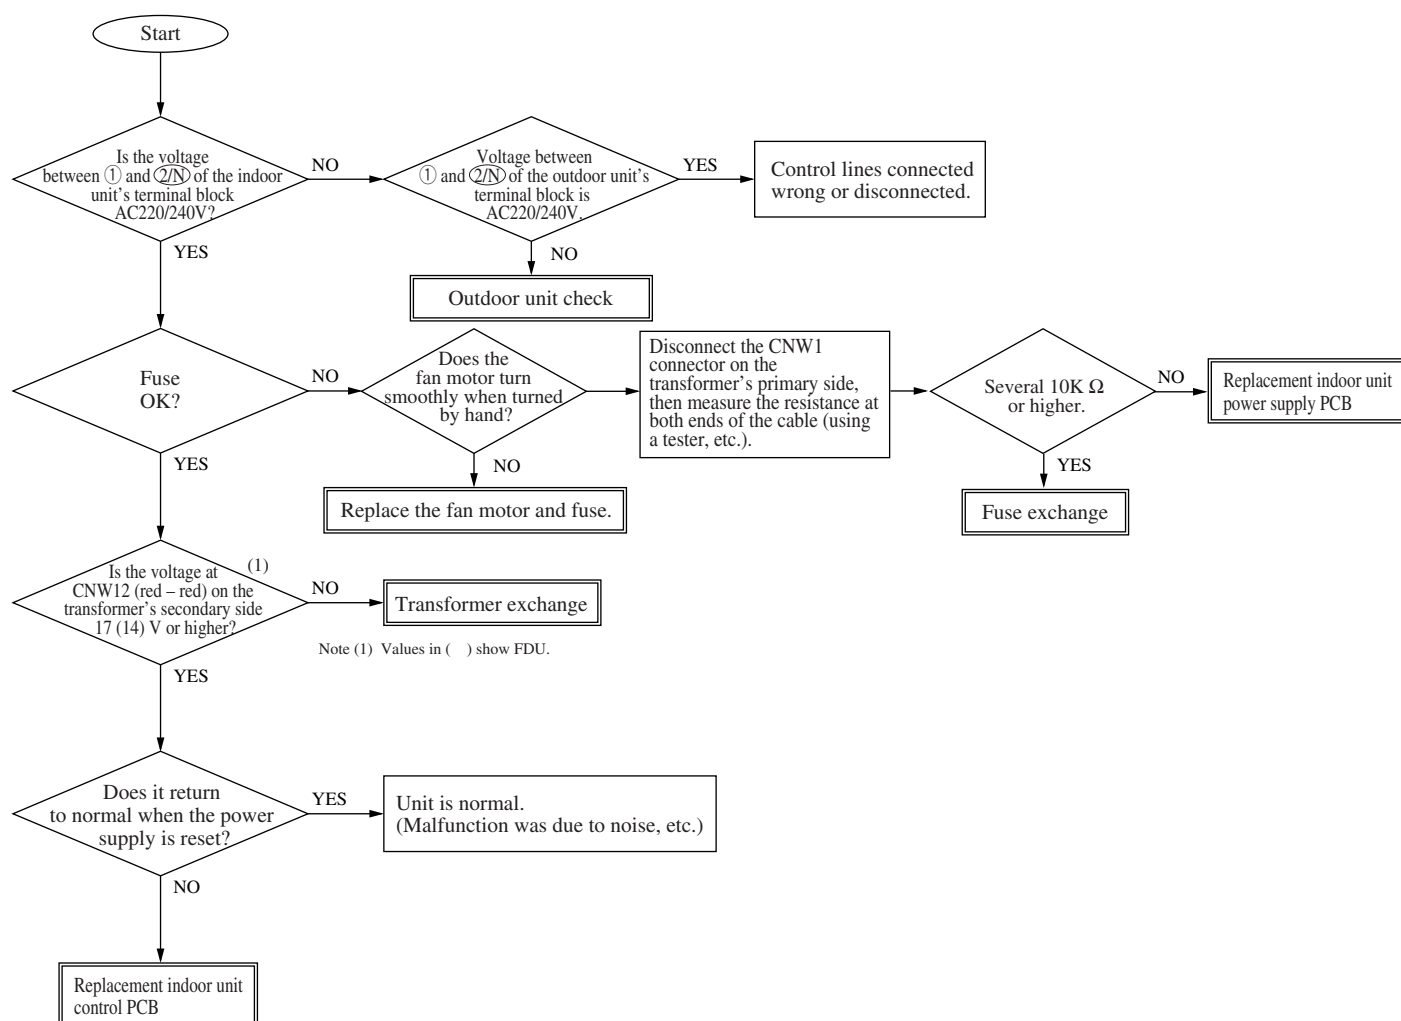 Start
Is the voltage
between ① and 2/N of the indoor
unit's terminal block
AC220/240V?
NO
Voltage between
① and 2/N of the outdoor unit's
terminal block is
AC220/240V.
YES
Control lines connected
wrong or disconnected.
YES
NO
Outdoor unit check
Fuse
OK?
NO
Does the
fan motor turn
smoothly when turned
by hand?
Disconnect the CNW1
connector on the
transformer's primary side,
then measure the resistance at
both ends of the cable (using
a tester, etc.).
Several 10K Ω
or higher.
NO
Replacement indoor unit
power supply PCB
YES
NO
YES
Replace the fan motor and fuse.
Fuse exchange
Is the voltage at
CNW12 (red – red) on the
transformer's secondary side
17 (14) V or higher?
(1)
NO
Transformer exchange
Note (1) Values in ( ) show FDU.
YES
Does it return
to normal when the power
supply is reset?
YES
Unit is normal.
(Malfunction was due to noise, etc.)
NO
Replacement indoor unit
control PCB